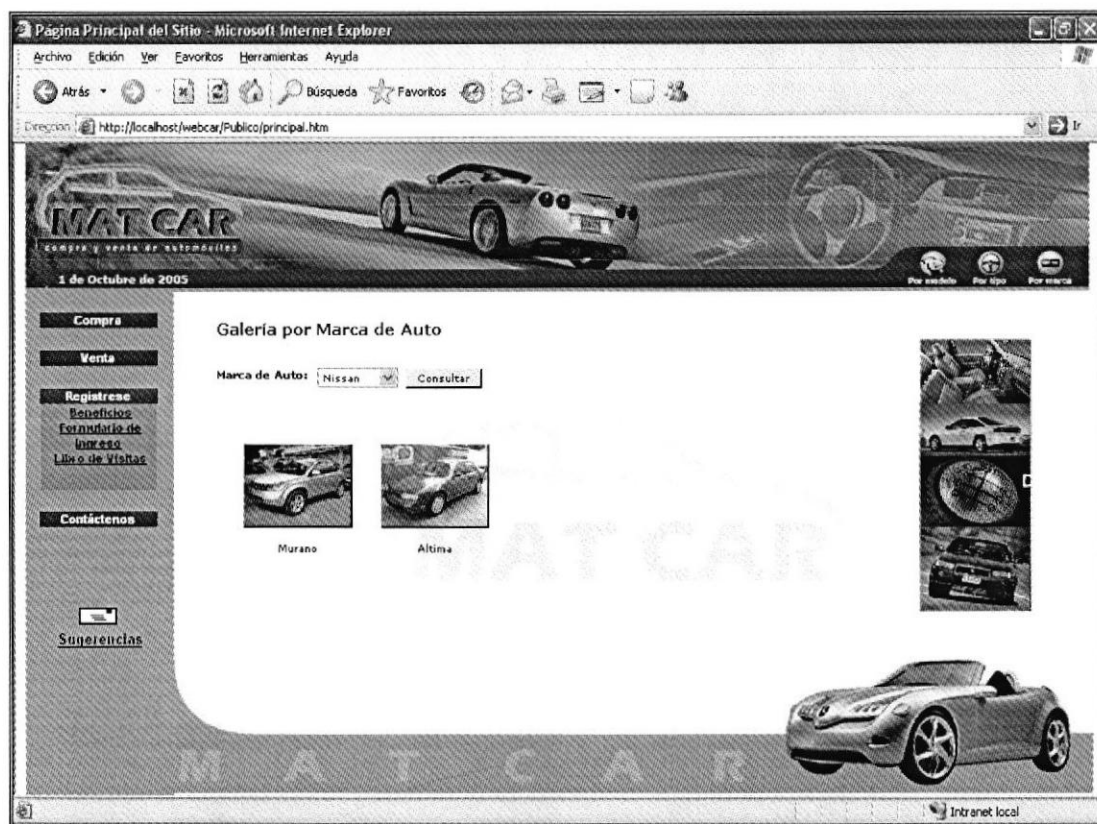 Página Principal del Sitio - Microsoft Internet Explorer
Archivo Edición Ver Favoritos Herramientas Ayuda
Atrás Búsqueda Favoritos
Dirección http://localhost/webcar/Publico/principal.htm Ir
MAT CAR
compra y venta de automóviles
1 de Octubre de 2005
Por modelo Por tipo Por marca
Compra
Venta
Regístrese
Beneficios
Formulario de
Ingreso
Libro de Visitas
Contáctenos
Sugerencias
Galería por Marca de Auto
Marca de Auto: Nissan Consultar
Murano Altima
MAT CAR
D
M A T C A R
Intranet local